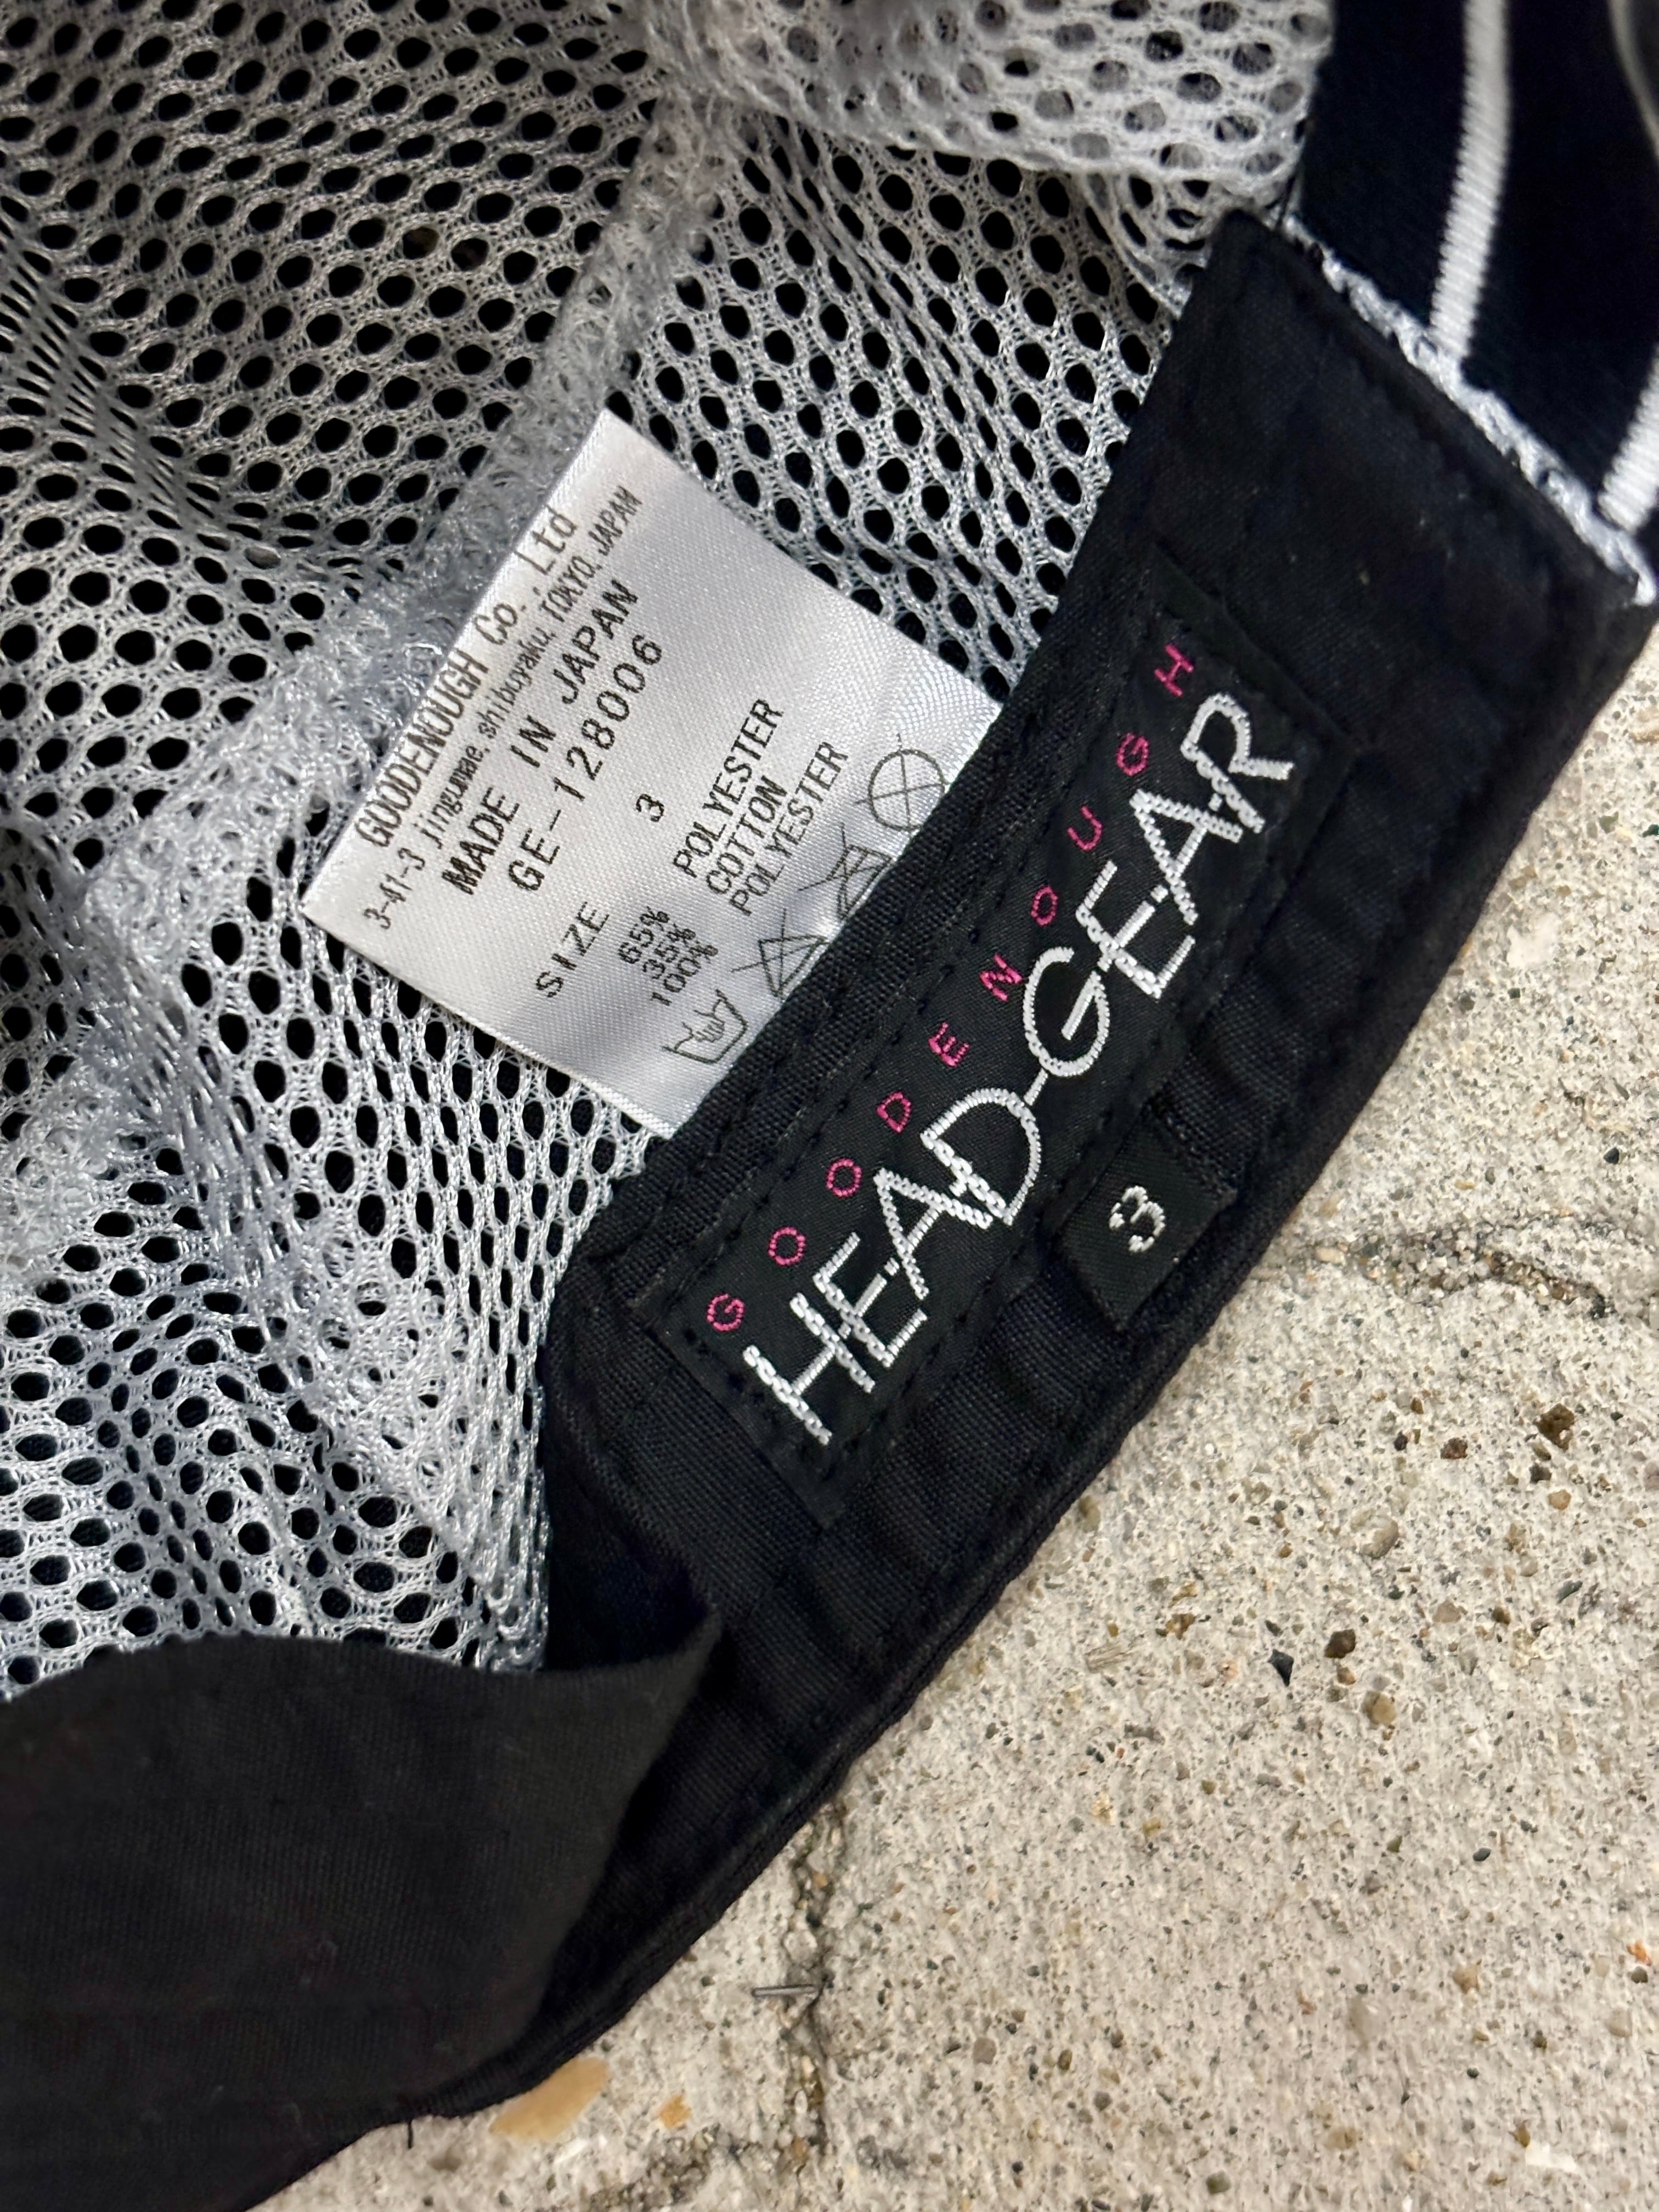 GOODENOUGH Co.,Ltd
3-41-3 jingumae, shibuyaku, TOKYO, JAPAN
MADE IN JAPAN
GE-128006
SIZE 3
65% POLYESTER
35% COTTON
100% POLYESTER
GOODENOUGH
HEAD-GEAR
3